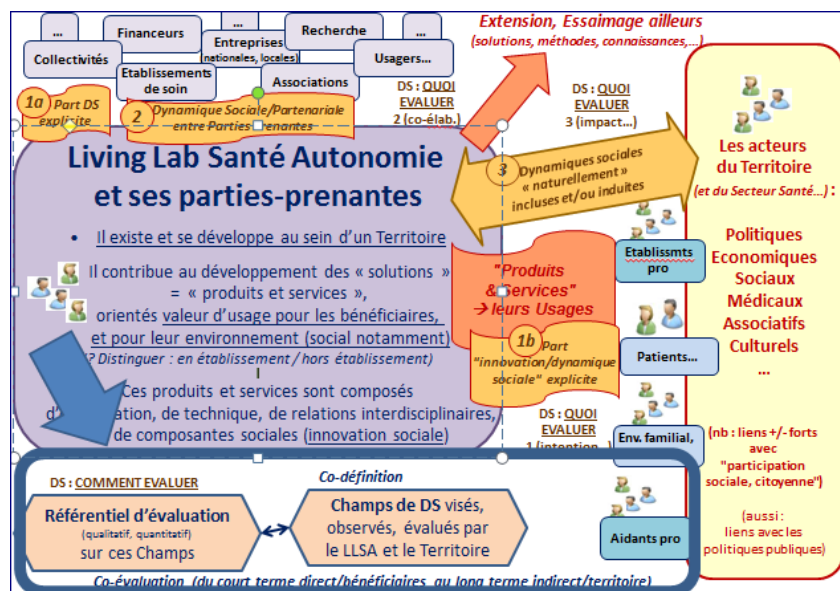 ...
Financeurs
...
Recherche
...
Collectivités
Entreprises
(nationales, locales)
Usagers...
Etablissements
de soin
Associations
Extension, Essaimage ailleurs
(solutions, méthodes, connaissances,...)
1a
Part DS
explicite
2
Dynamique Sociale/Partenariale
entre Parties-Prenantes
DS : QUOI
EVALUER
2 (co-élab.)
DS : QUOI
EVALUER
3 (impact...)
Living Lab Santé Autonomie
et ses parties-prenantes
• Il existe et se développe au sein d'un Territoire
Il contribue au développement des « solutions »
= « produits et services »,
orientés valeur d'usage pour les bénéficiaires,
et pour leur environnement (social notamment)
? Distinguer : en établissement / hors établissement)
Ces produits et services sont composés
de technique, de relations interdisciplinaires,
de composantes sociales (innovation sociale)
3
Dynamiques sociales
« naturellement »
incluses et/ou induites
"Produits
& Services"
→ leurs Usages
1b
Part
"innovation/dynamique
sociale" explicite
DS : QUOI
EVALUER
1 (intention...)
Etablissmts
pro
Patients...
Env. familial,
Aidants pro
Les acteurs
du Territoire
(et du Secteur Santé...) :
Politiques
Economiques
Sociaux
Médicaux
Associatifs
Culturels
...
(nb : liens +/- forts
avec
"participation
sociale, citoyenne")
(aussi :
liens avec les
politiques publiques)
DS : COMMENT EVALUER
Référentiel d'évaluation
(qualitatif, quantitatif)
sur ces Champs
Co-définition
Champs de DS visés,
observés, évalués par
le LLSA et le Territoire
Co-évaluation (du court terme direct/bénéficiaires au long terme indirect/territoire)